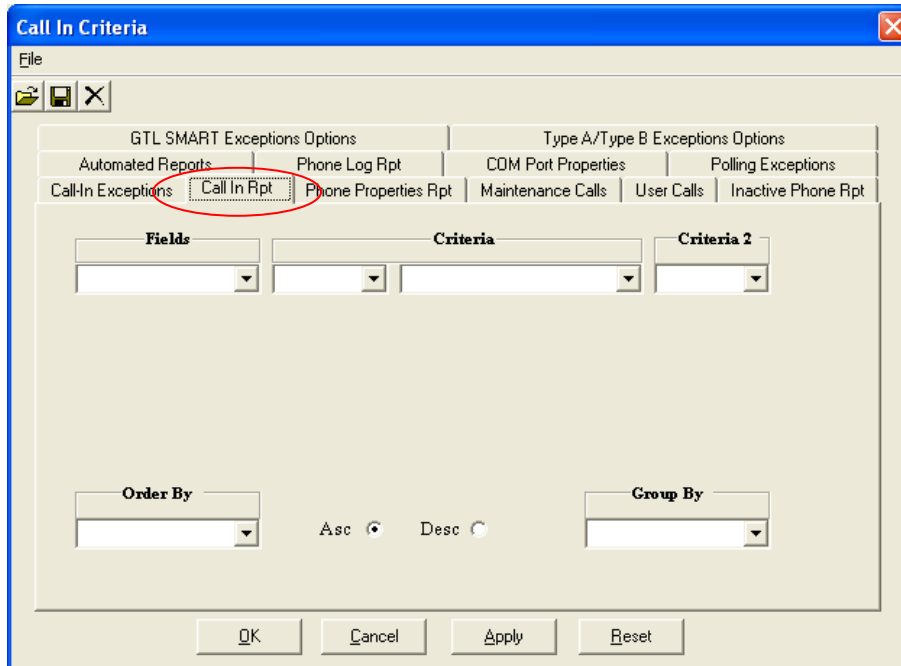 Call In Criteria
File
GTL SMART Exceptions Options Type A/Type B Exceptions Options
Automated Reports Phone Log Rpt COM Port Properties Polling Exceptions
Call-In Exceptions Call In Rpt Phone Properties Rpt Maintenance Calls User Calls Inactive Phone Rpt
Fields Criteria Criteria 2
Order By Asc Desc Group By
OK Cancel Apply Reset